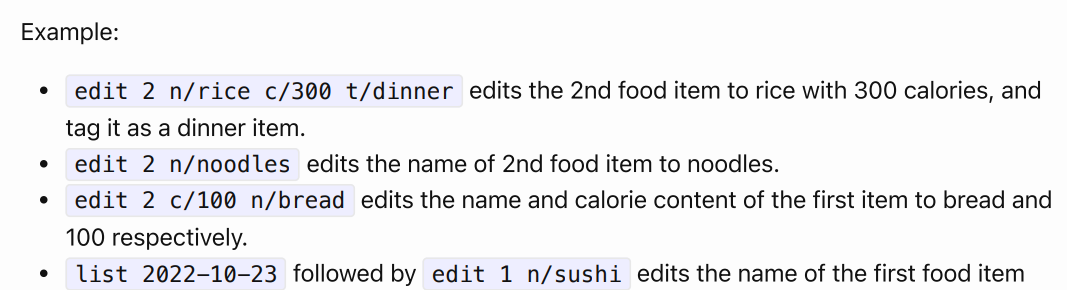 Example:
• edit 2 n/rice c/300 t/dinner edits the 2nd food item to rice with 300 calories, and
tag it as a dinner item.
• edit 2 n/noodles edits the name of 2nd food item to noodles.
• edit 2 c/100 n/bread edits the name and calorie content of the first item to bread and
100 respectively.
• list 2022-10-23 followed by edit 1 n/sushi edits the name of the first food item